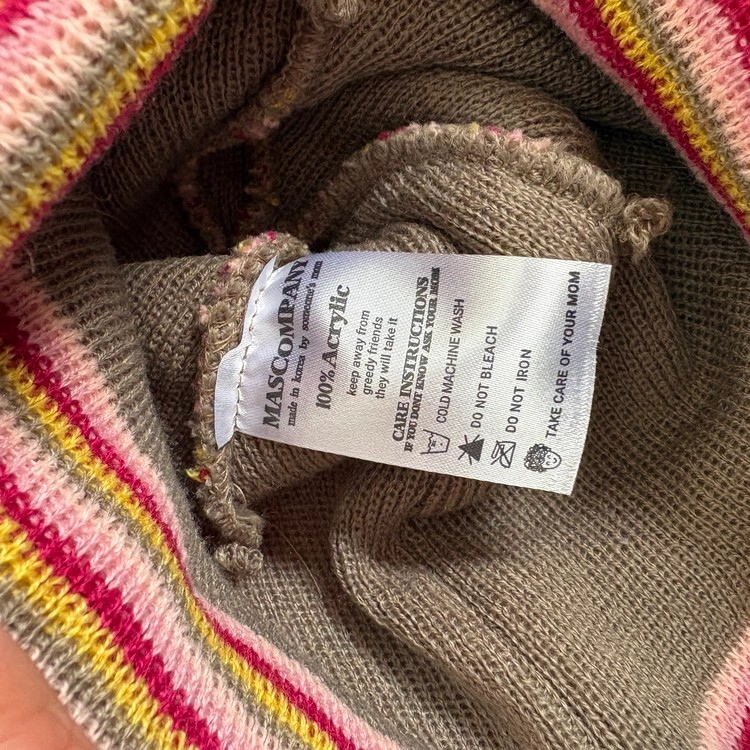 MASCOMPANY
made in korea by someone's mom
100% Acrylic
keep away from
greedy friends
they will take it
CARE INSTRUCTIONS
IF YOU DONT KNOW ASK YOUR MOM
COLD MACHINE WASH
DO NOT BLEACH
DO NOT IRON
TAKE CARE OF YOUR MOM